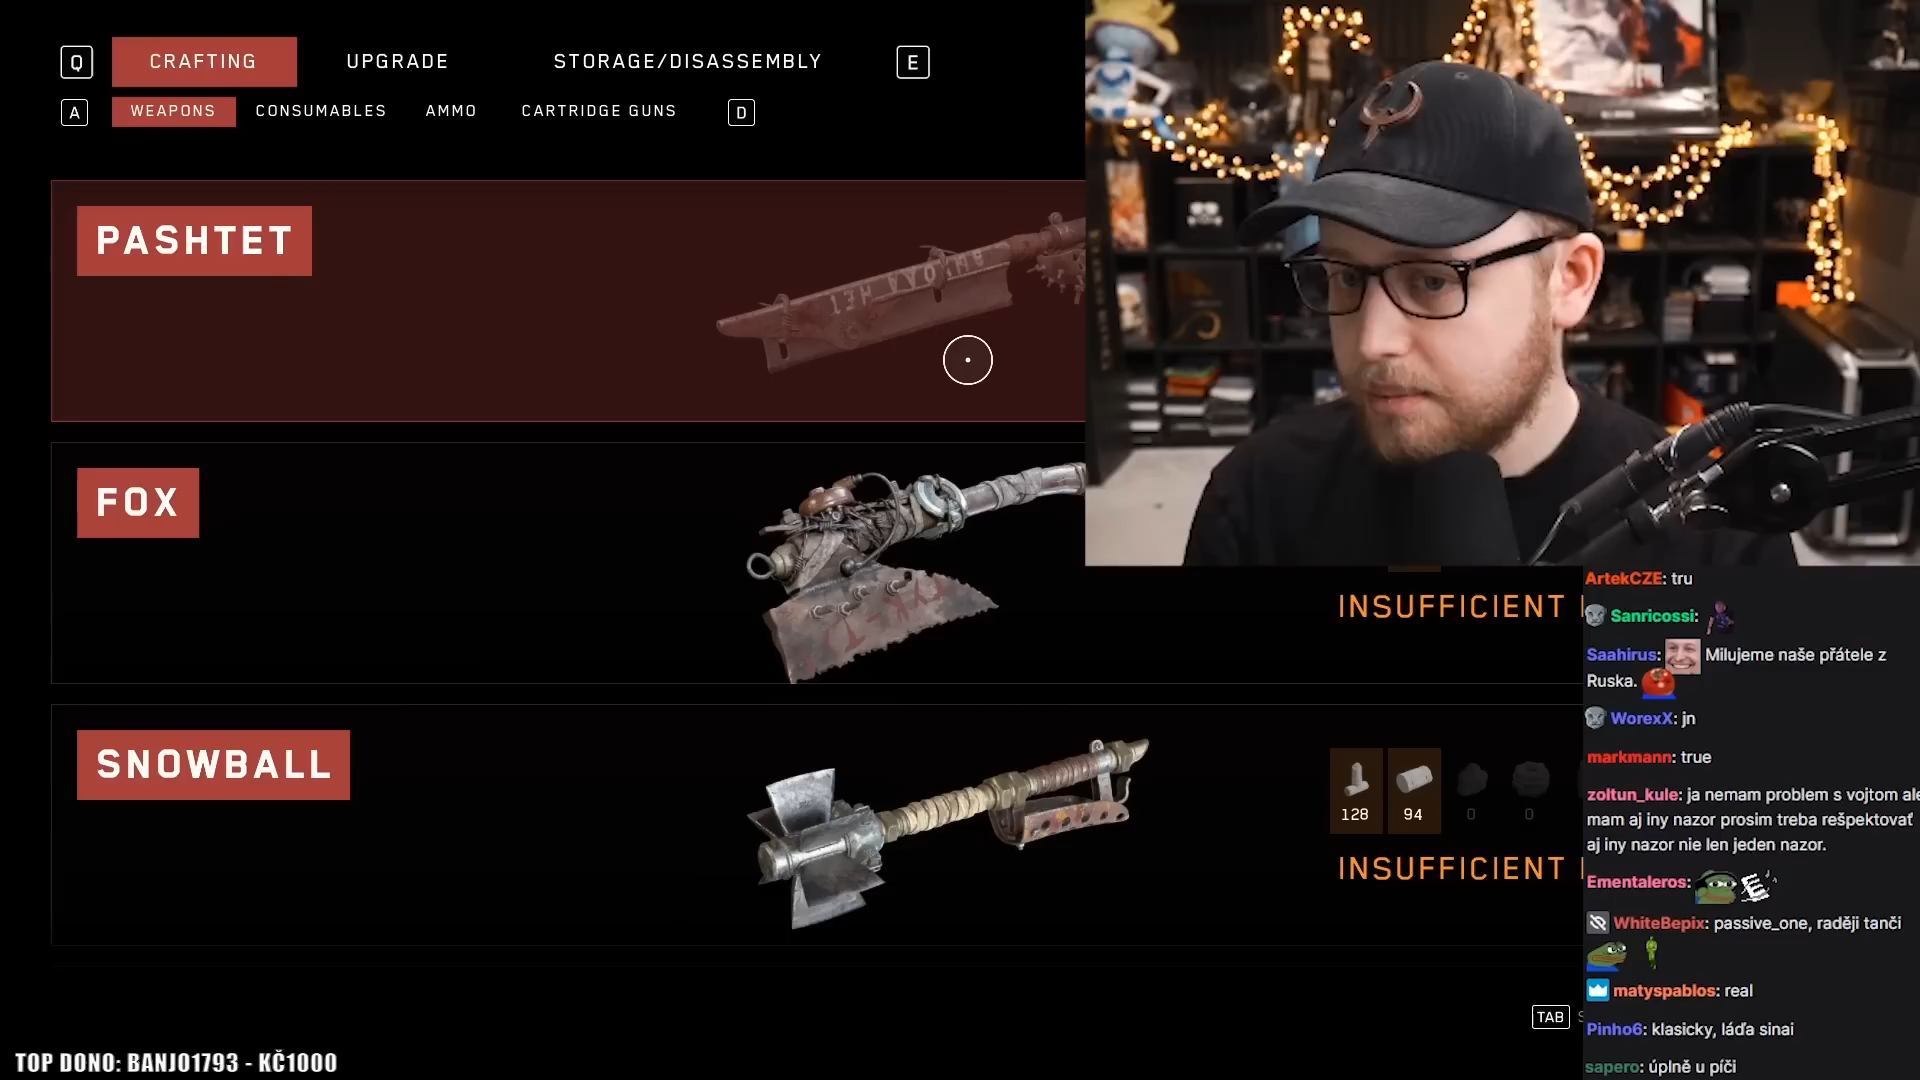 Q CRAFTING UPGRADE STORAGE/DISASSEMBLY E
A WEAPONS CONSUMABLES AMMO CARTRIDGE GUNS D
PASHTET
FOX
INSUFFICIENT
SNOWBALL
128 94 0 0
INSUFFICIENT
TAB
TOP DONO: BANJO1793 - KČ1000
ArtekCZE: tru
Sanricossi:
Saahirus: Milujeme naše přátele z
Ruska.
WorexX: jn
markmann: true
zoltun_kule: ja nemam problem s vojtom ale
mam aj iny nazor prosim treba rešpektovať
aj iny nazor nie len jeden nazor.
Ementaleros:
WhiteBepix: passive_one, raději tanči
matyspablos: real
Pinho6: klasicky, láďa sinai
sapero: úplně u píči